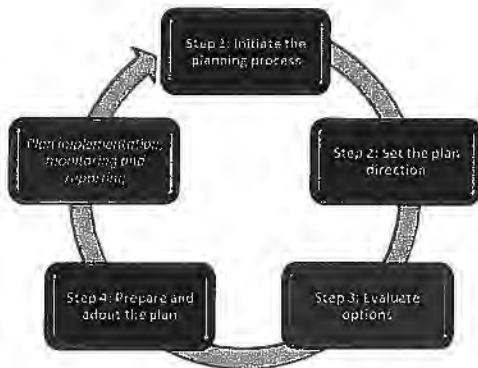 Step 1: Initiate the
planning process
Step 2: Set the plan
direction
Step 3: Evaluate
options
Step 4: Prepare and
adopt the plan
Plan implementation,
monitoring and
reporting